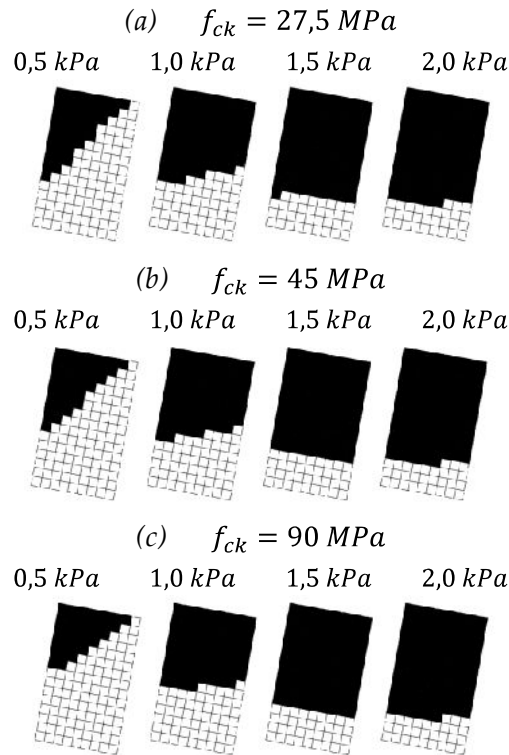 (a) f_ck = 27,5 MPa
0,5 kPa 1,0 kPa 1,5 kPa 2,0 kPa
(b) f_ck = 45 MPa
0,5 kPa 1,0 kPa 1,5 kPa 2,0 kPa
(c) f_ck = 90 MPa
0,5 kPa 1,0 kPa 1,5 kPa 2,0 kPa